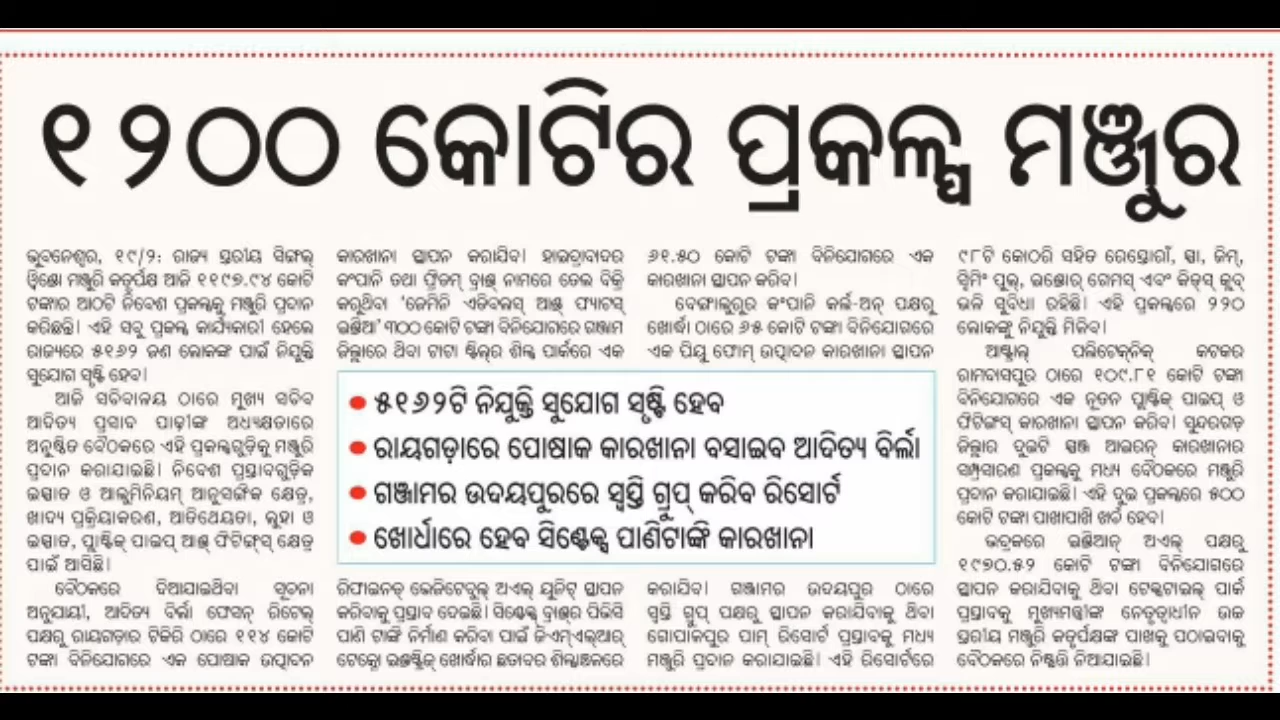 ୧୨୦୦ କୋଟିର ପ୍ରକଳ୍ପ ମଞ୍ଜୁର
ଭୁବନେଶ୍ୱର, ୧୯/୨: ରାଜ୍ୟ ସ୍ତରୀୟ ସିଙ୍ଗଲ୍
ୱିଣ୍ଡୋ ମଞ୍ଜୁରି କର୍ତୃପକ୍ଷ ଆଜି ୧୧୯୭.୯୪ କୋଟି
ଟଙ୍କାର ଆଠଟି ନିବେଶ ପ୍ରକଳ୍ପକୁ ମଞ୍ଜୁରି ପ୍ରଦାନ
କରିଛନ୍ତି। ଏହି ସବୁ ପ୍ରକଳ୍ପ କାର୍ଯ୍ୟକାରୀ ହେଲେ
ରାଜ୍ୟରେ ୫୧୬୨ ଜଣ ଲୋକଙ୍କ ପାଇଁ ନିଯୁକ୍ତି
ସୁଯୋଗ ସୃଷ୍ଟି ହେବ।
ଆଜି ସଚିବାଳୟ ଠାରେ ମୁଖ୍ୟ ସଚିବ
ଆଦିତ୍ୟ ପ୍ରସାଦ ପାଢ଼ୀଙ୍କ ଅଧ୍ୟକ୍ଷତାରେ
ଅନୁଷ୍ଠିତ ବୈଠକରେ ଏହି ପ୍ରକଳ୍ପଗୁଡ଼ିକୁ ମଞ୍ଜୁରି
ପ୍ରଦାନ କରାଯାଇଛି। ନିବେଶ ପ୍ରସ୍ତାବଗୁଡ଼ିକ
ଇସ୍ପାତ ଓ ଆଲୁମିନିୟମ୍ ଆନୁସଙ୍ଗିକ କ୍ଷେତ୍ର,
ଖାଦ୍ୟ ପ୍ରକ୍ରିୟାକରଣ, ଆତିଥେୟତା, ଲୁହା ଓ
ଇସ୍ପାତ, ପ୍ଲାଷ୍ଟିକ୍ ପାଇପ୍ ଆଣ୍ଡ ଫିଟିଙ୍ଗ୍‌ସ୍ କ୍ଷେତ୍ର
ପାଇଁ ଆସିଛି।
ବୈଠକରେ ଦିଆଯାଇଥିବା ସୂଚନା
ଅନୁଯାୟୀ, ଆଦିତ୍ୟ ବିର୍ଲା ଫେସନ୍ ରିଟେଲ୍
ପକ୍ଷରୁ ରାୟଗଡ଼ାର ଟିକିରି ଠାରେ ୧୧୪ କୋଟି
ଟଙ୍କା ବିନିଯୋଗରେ ଏକ ପୋଷାକ ଉତ୍ପାଦନ
କାରଖାନା ସ୍ଥାପନ କରାଯିବ। ହାଇଦ୍ରାବାଦର
କଂପାନି ତଥା ଫ୍ରିଡମ୍ ବ୍ରାଣ୍ଡ ନାମରେ ତେଲ ବିକ୍ରି
କରୁଥିବା 'ଜେମିନି ଏଡିବଲସ୍ ଆଣ୍ଡ ଫ୍ୟାଟସ୍
ଇଣ୍ଡିଆ' ୩୦୦ କୋଟି ଟଙ୍କା ବିନିଯୋଗରେ ଗଞ୍ଜାମ
ଜିଲ୍ଲାରେ ଥିବା ଟାଟା ଷ୍ଟିଲ୍‌ର ଶିଳ୍ପ ପାର୍କରେ ଏକ
● ୫୧୬୨ଟି ନିଯୁକ୍ତି ସୁଯୋଗ ସୃଷ୍ଟି ହେବ
● ରାୟଗଡ଼ାରେ ପୋଷାକ କାରଖାନା ବସାଇବ ଆଦିତ୍ୟ ବିର୍ଲା
● ଗଞ୍ଜାମର ଉଦୟପୁରରେ ସ୍ୱସ୍ତି ଗ୍ରୁପ୍ କରିବ ରିସୋର୍ଟ
● ଖୋର୍ଧାରେ ହେବ ସିଣ୍ଟେକ୍ସ ପାଣିଟାଙ୍କି କାରଖାନା
ରିଫାଇନଡ୍ ଭେଜିଟେବୁଲ୍ ଅଏଲ୍ ଯୁନିଟ୍ ସ୍ଥାପନ
କରିବାକୁ ପ୍ରସ୍ତାବ ଦେଇଛି। ସିଣ୍ଟେକ୍ସ ବ୍ରାଣ୍ଡ୍‌ର ପିଭିସି
ପାଣି ଟାଙ୍କି ନିର୍ମାଣ କରିବା ପାଇଁ ଜିଏମ୍‌ଏଲ୍‌ଆର୍
ଟେକ୍ନୋ ଇଣ୍ଡଷ୍ଟ୍ରିଜ୍ ଖୋର୍ଦ୍ଧାର ଛତାବର ଶିଳ୍ପାଞ୍ଚଳରେ
୬୧.୫୦ କୋଟି ଟଙ୍କା ବିନିଯୋଗରେ ଏକ
କାରଖାନା ସ୍ଥାପନ କରିବ।
ବେଙ୍ଗାଲୁରୁର କଂପାନି କର୍ଲ-ଅନ୍ ପକ୍ଷରୁ
ଖୋର୍ଦ୍ଧା ଠାରେ ୬୫ କୋଟି ଟଙ୍କା ବିନିଯୋଗରେ
ଏକ ପିୟୁ ଫୋମ୍ ଉତ୍ପାଦନ କାରଖାନା ସ୍ଥାପନ
କରାଯିବ। ଗଞ୍ଜାମର ଉଦୟପୁର ଠାରେ
ସ୍ୱସ୍ତି ଗ୍ରୁପ୍ ପକ୍ଷରୁ ସ୍ଥାପନ କରାଯିବାକୁ ଥିବା
ଗୋପାଳପୁର ପାମ୍ ରିସୋର୍ଟ ପ୍ରସ୍ତାବକୁ ମଧ୍ୟ
ମଞ୍ଜୁରି ପ୍ରଦାନ କରାଯାଇଛି। ଏହି ରିସୋର୍ଟରେ
୯୮ଟି କୋଠରି ସହିତ ରେସ୍ତୋରାଁ, ସ୍ପା, ଜିମ୍,
ସ୍ୱିମିଂ ପୁଲ୍, ଇଣ୍ଡୋର୍ ଗେମସ୍ ଏବଂ କିଡ୍‌ସ୍ କ୍ଲବ୍
ଭଳି ସୁବିଧା ରହିଛି। ଏହି ପ୍ରକଳ୍ପରେ ୨୨୦
ଲୋକଙ୍କୁ ନିଯୁକ୍ତି ମିଳିବ।
ଆଷ୍ଟ୍ରାଲ୍ ପଲିଟେକ୍‌ନିକ୍ କଟକର
ରାମଦାସପୁର ଠାରେ ୧୦୯.୮୧ କୋଟି ଟଙ୍କା
ବିନିଯୋଗରେ ଏକ ନୂତନ ପ୍ଲାଷ୍ଟିକ୍ ପାଇପ୍ ଓ
ଫିଟିଙ୍ଗ୍‌ସ୍ କାରଖାନା ସ୍ଥାପନ କରିବ। ସୁନ୍ଦରଗଡ଼
ଜିଲ୍ଲାର ଦୁଇଟି ସ୍ପଞ୍ଜ ଆଇରନ୍ କାରଖାନାର
ସମ୍ପ୍ରସାରଣ ପ୍ରକଳ୍ପକୁ ମଧ୍ୟ ବୈଠକରେ ମଞ୍ଜୁରି
ପ୍ରଦାନ କରାଯାଇଛି। ଏହି ଦୁଇ ପ୍ରକଳ୍ପରେ ୫୦୦
କୋଟି ଟଙ୍କା ପାଖାପାଖି ଖର୍ଚ୍ଚ ହେବ।
ଭଦ୍ରକରେ ଇଣ୍ଡିଆନ୍ ଅଏଲ୍ ପକ୍ଷରୁ
୧୯୭୦.୫୨ କୋଟି ଟଙ୍କା ବିନିଯୋଗରେ
ସ୍ଥାପନ କରାଯିବାକୁ ଥିବା ଟେକ୍ସଟାଇଲ୍ ପାର୍କ
ପ୍ରସ୍ତାବକୁ ମୁଖ୍ୟମନ୍ତ୍ରୀଙ୍କ ନେତୃତ୍ୱାଧୀନ ଉଚ୍ଚ
ସ୍ତରୀୟ ମଞ୍ଜୁରି କର୍ତୃପକ୍ଷଙ୍କ ପାଖକୁ ପଠାଇବାକୁ
ବୈଠକରେ ନିଷ୍ପତ୍ତି ନିଆଯାଇଛି।